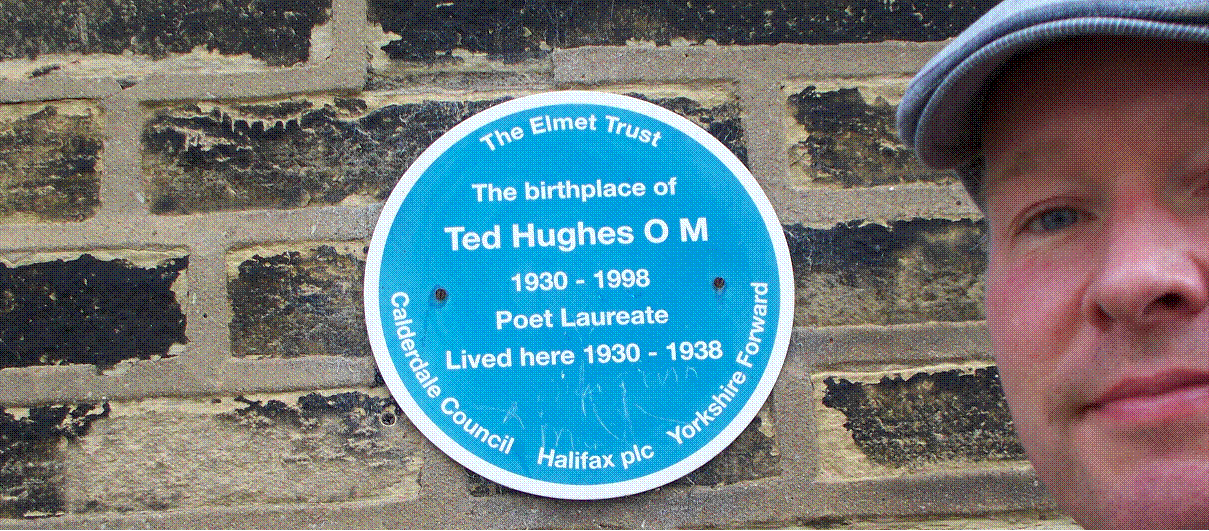 The Elmet Trust
The birthplace of
Ted Hughes O M
1930 - 1998
Poet Laureate
Lived here 1930 - 1938
Calderdale Council
Halifax plc
Yorkshire Forward